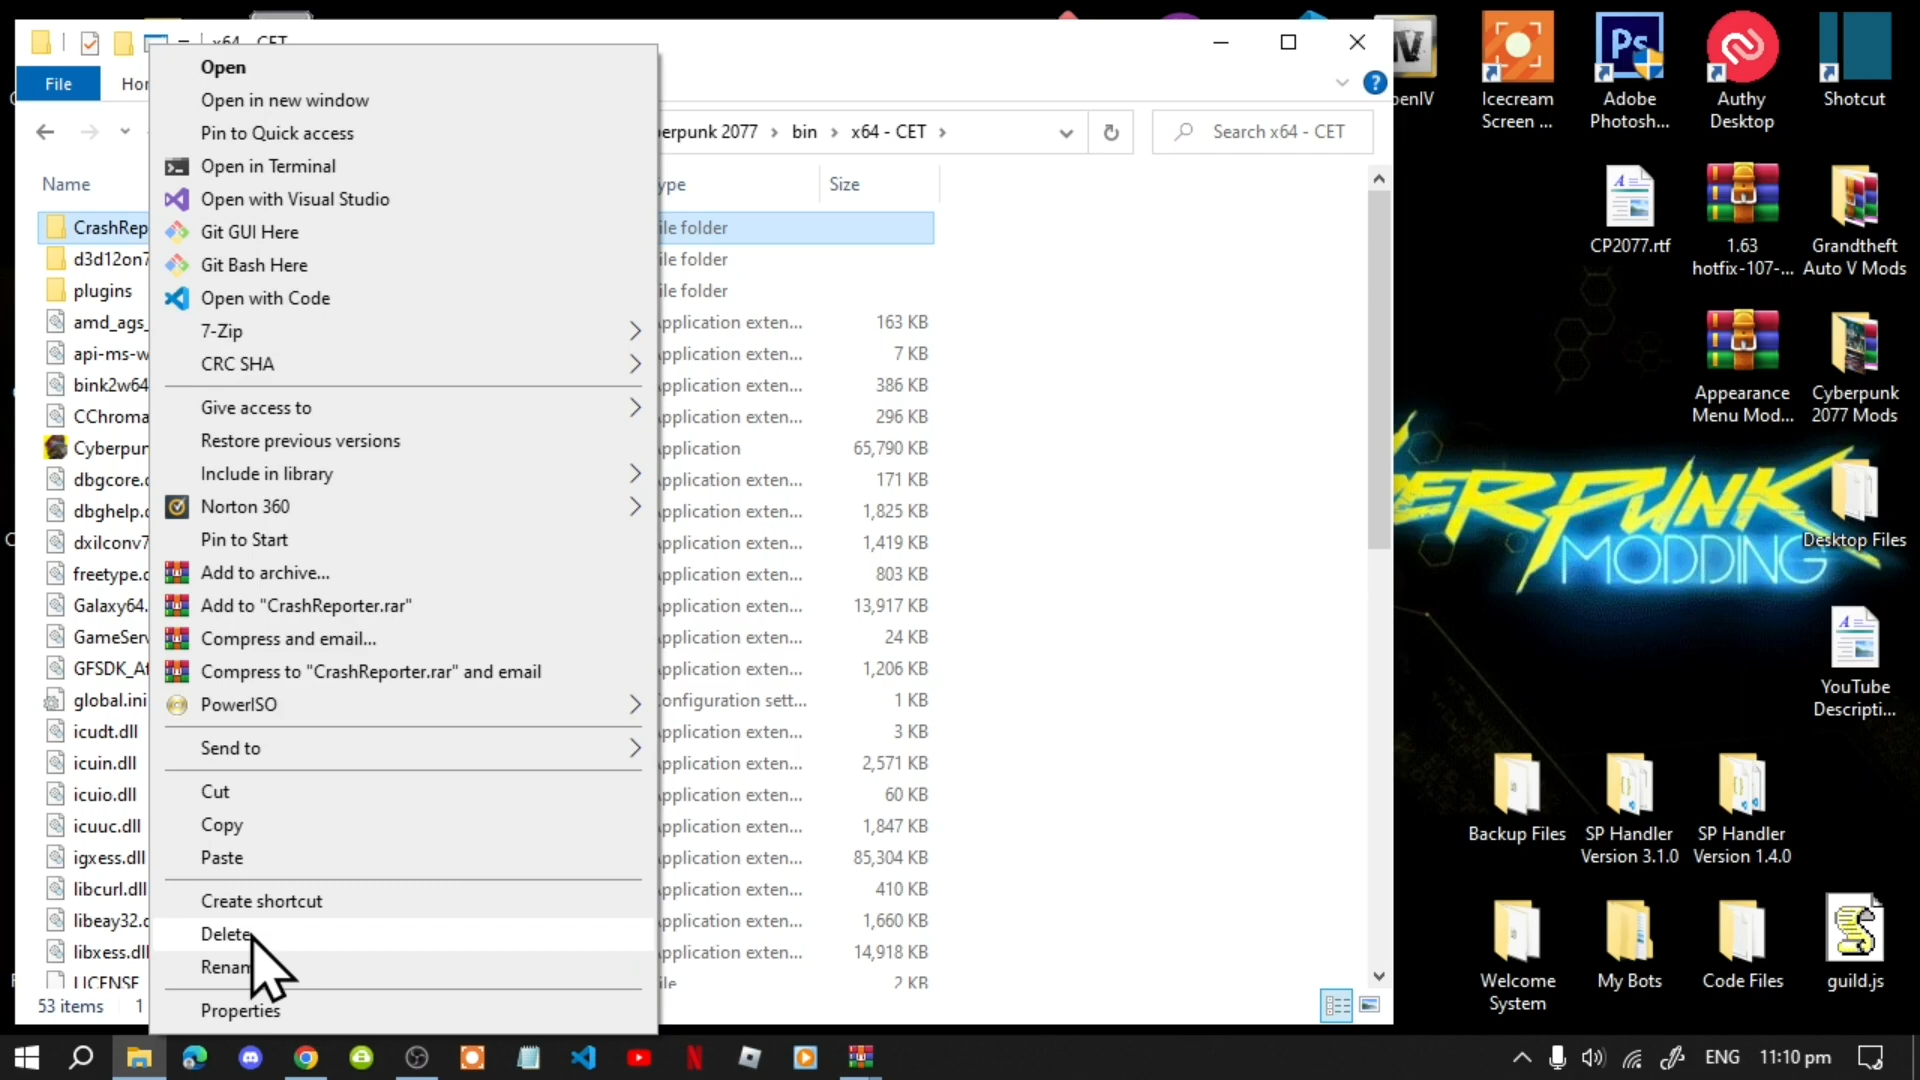 x64 - CET
File
Hor
Open
Open in new window
Pin to Quick access
Open in Terminal
Open with Visual Studio
Git GUI Here
Git Bash Here
Open with Code
7-Zip
CRC SHA
Give access to
Restore previous versions
Include in library
Norton 360
Pin to Start
Add to archive...
Add to "CrashReporter.rar"
Compress and email...
Compress to "CrashReporter.rar" and email
PowerISO
Send to
Cut
Copy
Paste
Create shortcut
Delete
Renam
Properties
berpunk 2077 > bin > x64 - CET >
Search x64 - CET
Name
ype
Size
CrashRep
ile folder
d3d12on7
ile folder
plugins
ile folder
amd_ags_
pplication exten...
163 KB
api-ms-w
pplication exten...
7 KB
bink2w64
pplication exten...
386 KB
CChroma
pplication exten...
296 KB
Cyberpun
pplication
65,790 KB
dbgcore.d
pplication exten...
171 KB
dbghelp.d
pplication exten...
1,825 KB
dxilconv7
pplication exten...
1,419 KB
freetype.d
pplication exten...
803 KB
Galaxy64.
pplication exten...
13,917 KB
GameServ
pplication exten...
24 KB
GFSDK_Af
pplication exten...
1,206 KB
global.ini
onfiguration sett...
1 KB
icudt.dll
pplication exten...
3 KB
icuin.dll
pplication exten...
2,571 KB
icuio.dll
pplication exten...
60 KB
icuuc.dll
pplication exten...
1,847 KB
igxess.dll
pplication exten...
85,304 KB
libcurl.dll
pplication exten...
410 KB
libeay32.d
pplication exten...
1,660 KB
libxess.dll
pplication exten...
14,918 KB
LICENSE
ile
2 KB
53 items
1
penIV
Icecream
Screen ...
Adobe
Photosh...
Authy
Desktop
Shotcut
CP2077.rtf
1.63
hotfix-107-...
Grandtheft
Auto V Mods
Appearance
Menu Mod...
Cyberpunk
2077 Mods
ERPUNK
MODDING
Desktop Files
YouTube
Descripti...
Backup Files
SP Handler
Version 3.1.0
SP Handler
Version 1.4.0
Welcome
System
My Bots
Code Files
guild.js
ENG
11:10 pm